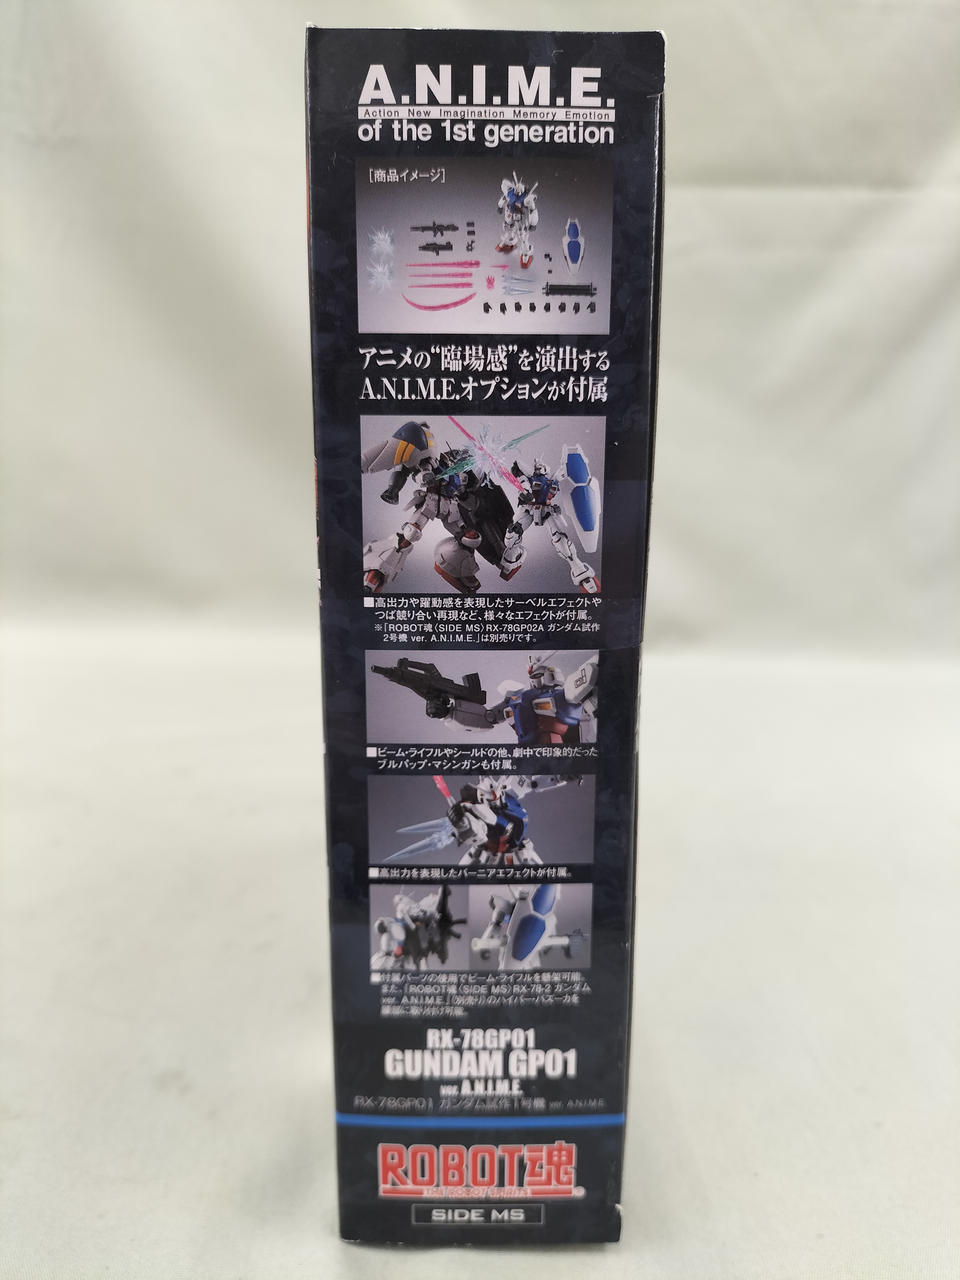 A.N.I.M.E.
Action New Imagination Memory Emotion
of the 1st generation
[商品イメージ]
アニメの“臨場感”を演出する
A.N.I.M.E.オプションが付属
■高出力や躍動感を表現したサーベルエフェクトや
つば競り合い再現など、様々なエフェクトが付属。
※「ROBOT魂〈SIDE MS〉RX-78GP02A ガンダム試作
2号機 ver. A.N.I.M.E.」は別売りです。
■ビーム・ライフルやシールドの他、劇中で印象的だった
ブルパップ・マシンガンも付属。
■高出力を表現したバーニアエフェクトが付属。
■付属パーツの使用でビーム・ライフルを懸架可能。
また、「ROBOT魂〈SIDE MS〉RX-78-2 ガンダム
ver. A.N.I.M.E.」(別売り)のハイパー・バズーカを
腰部に取り付け可能。
RX-78GP01
GUNDAM GP01
ver. A.N.I.M.E.
RX-78GP01 ガンダム試作1号機 ver. A.N.I.M.E.
ROBOT魂
THE ROBOT SPIRITS
SIDE MS